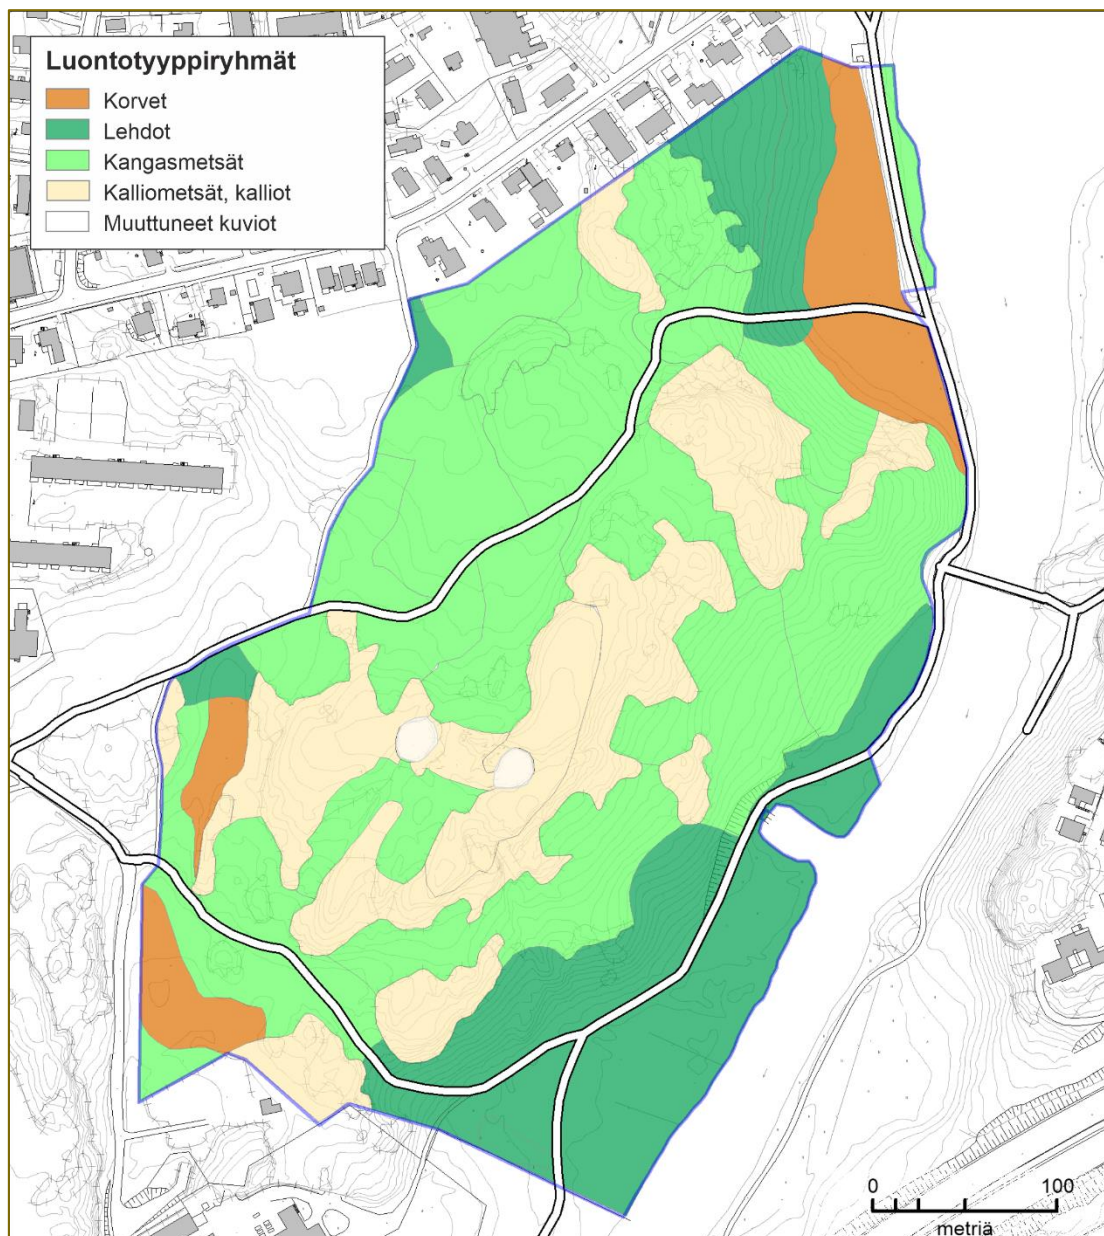 Luontotyyppiryhmät
Korvet
Lehdot
Kangasmetsät
Kalliometsät, kalliot
Muuttuneet kuviot
0 100
metriä